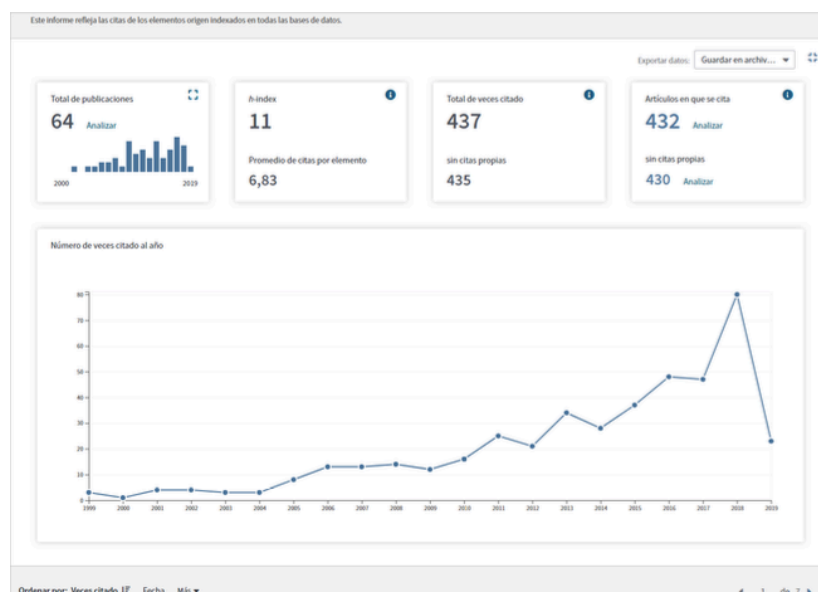 Este informe refleja las citas de los elementos origen indexados en todas las bases de datos.
Exportar datos: Guardar en archiv...
Total de publicaciones
64 Analizar
2000 2019
h-index
11
Promedio de citas por elemento
6,83
Total de veces citado
437
sin citas propias
435
Artículos en que se cita
432 Analizar
sin citas propias
430 Analizar
Número de veces citado al año
80
70
60
50
40
30
20
10
0
1999 2000 2001 2002 2003 2004 2005 2006 2007 2008 2009 2010 2011 2012 2013 2014 2015 2016 2017 2018 2019
Ordenar por: Veces citado Fecha Más
1 de 7